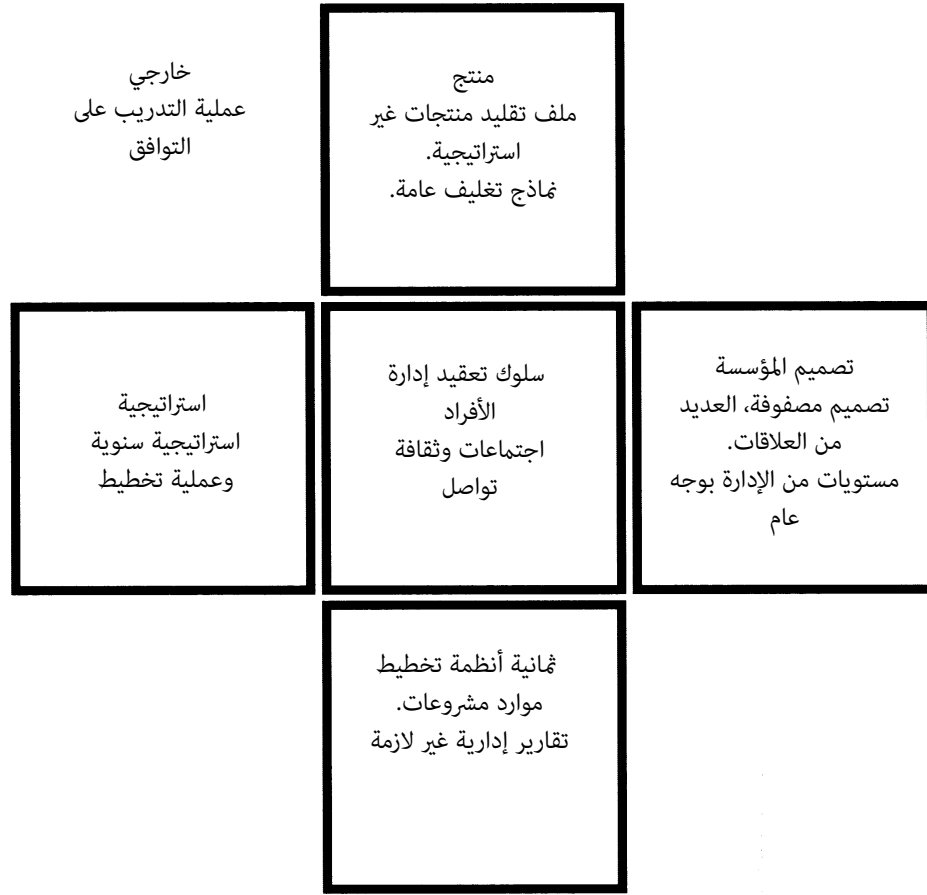 خارجي
عملية التدريب على
التوافق
منتج
ملف تقليد منتجات غير
استراتيجية.
نماذج تغليف عامة.
تصميم المؤسسة
تصميم مصفوفة، العديد
من العلاقات.
مستويات من الإدارة بوجه
عام
سلوك تعقيد إدارة
الأفراد
اجتماعات وثقافة
تواصل
استراتيجية
استراتيجية سنوية
وعملية تخطيط
ثمانية أنظمة تخطيط
موارد مشروعات.
تقارير إدارية غير لازمة